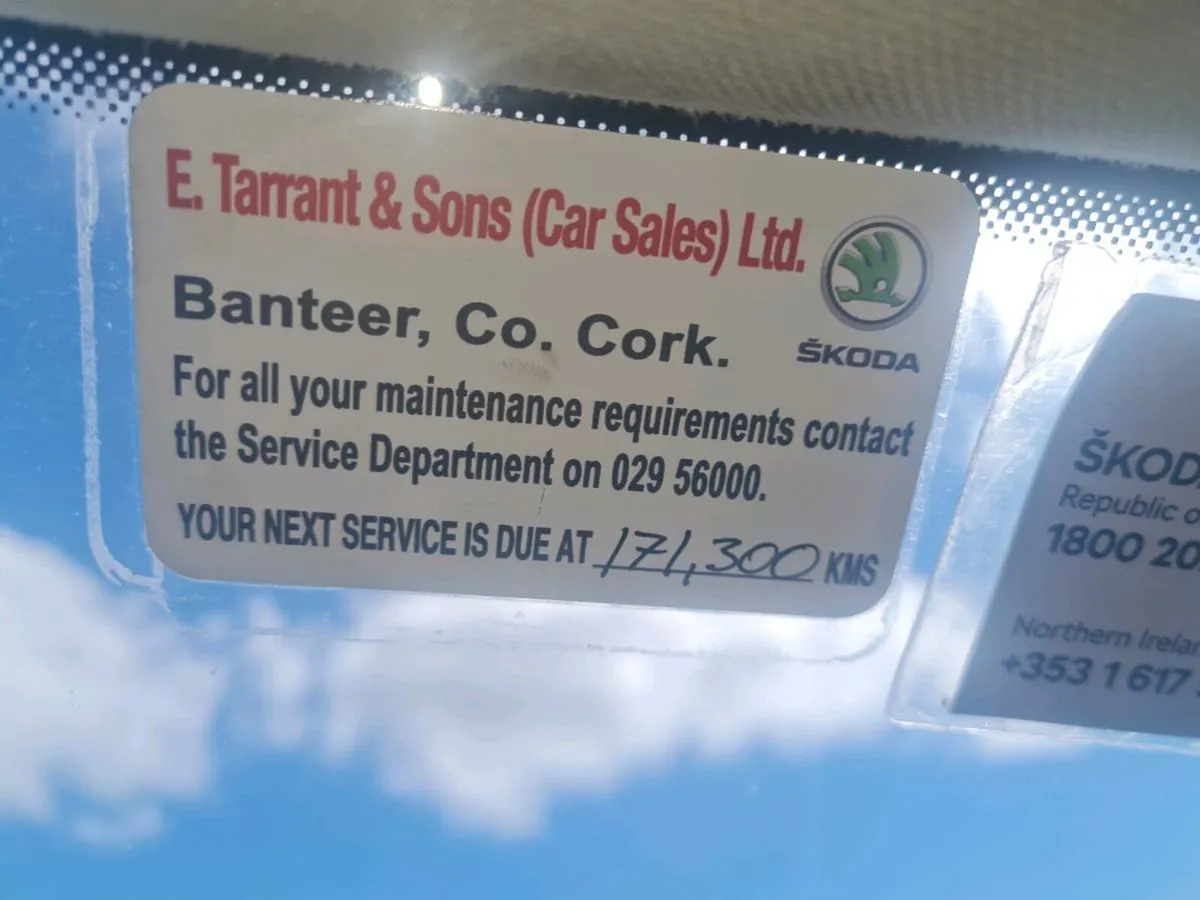 E. Tarrant & Sons (Car Sales) Ltd.
Banteer, Co. Cork.
ŠKODA
For all your maintenance requirements contact
the Service Department on 029 56000.
YOUR NEXT SERVICE IS DUE AT 171,300 KMS
ŠKOD
Republic o
1800 20
Northern Irelan
+353 1 617